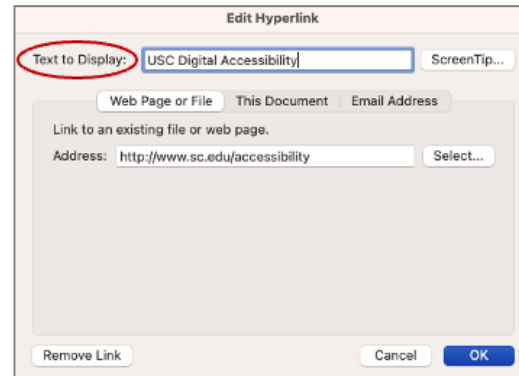 Edit Hyperlink
Text to Display: USC Digital Accessibility ScreenTip...
Web Page or File This Document Email Address
Link to an existing file or web page.
Address: http://www.sc.edu/accessibility Select...
Remove Link Cancel OK